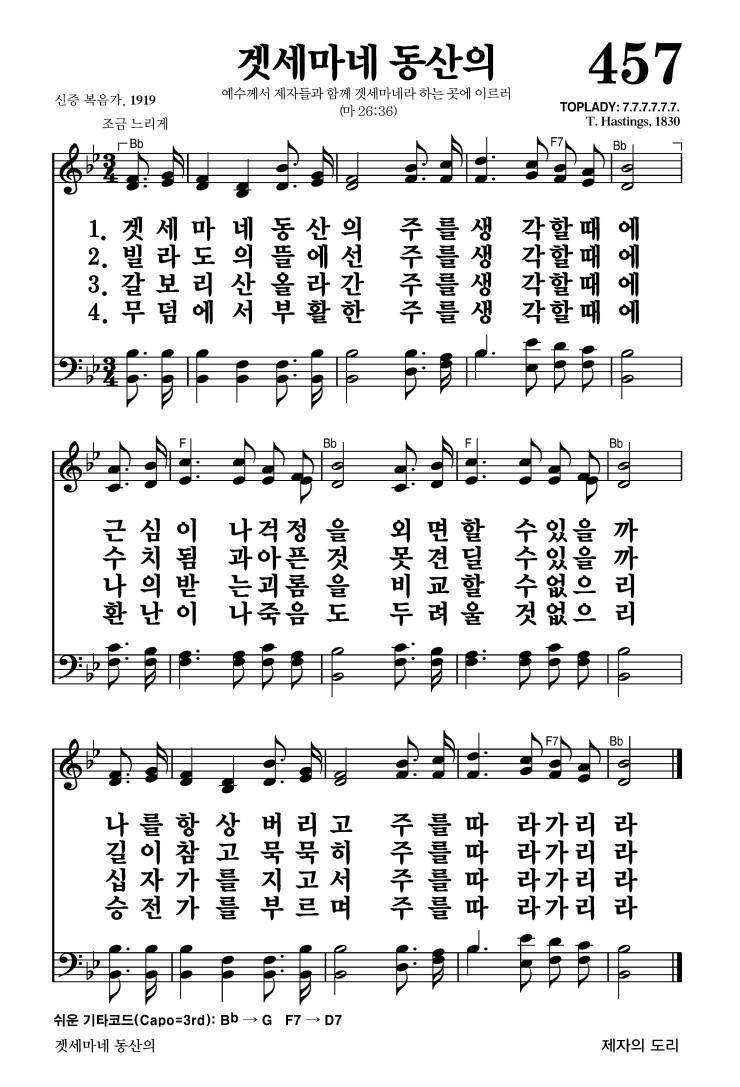 겟세마네 동산의
457
신증 복음가, 1919
예수께서 제자들과 함께 겟세마네라 하는 곳에 이르러
(마 26:36)
TOPLADY: 7.7.7.7.7.7.
T. Hastings, 1830
조금 느리게
Bb F7 Bb
3 4
1. 겟 세 마 네 동 산 의 주 를 생 각 할 때 에
2. 빌 라 도 의 뜰 에 선 주 를 생 각 할 때 에
3. 갈 보 리 산 올 라 간 주 를 생 각 할 때 에
4. 무 덤 에 서 부 활 한 주 를 생 각 할 때 에
3 4
F Bb F Bb
근 심 이 나 걱 정 을 외 면 할 수 있 을 까
수 치 됨 과 아 픈 것 못 견 딜 수 있 을 까
나 의 받 는 괴 롬 을 비 교 할 수 없 으 리
환 난 이 나 죽 음 도 두 려 울 것 없 으 리
F7 Bb
나 를 항 상 버 리 고 주 를 따 라 가 리 라
길 이 참 고 묵 묵 히 주 를 따 라 가 리 라
십 자 가 를 지 고 서 주 를 따 라 가 리 라
승 전 가 를 부 르 며 주 를 따 라 가 리 라
쉬운 기타코드(Capo=3rd): Bb → G F7 → D7
겟세마네 동산의
제자의 도리